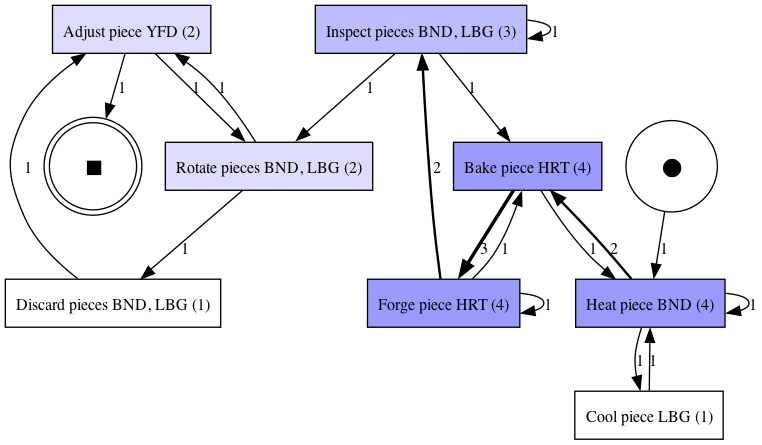 Adjust piece YFD (2)
Inspect pieces BND, LBG (3)
1
1
1
1
1
1
Rotate pieces BND, LBG (2)
Bake piece HRT (4)
1
2
1
3
1
1
2
1
Discard pieces BND, LBG (1)
Forge piece HRT (4)
1
Heat piece BND (4)
1
1
1
Cool piece LBG (1)